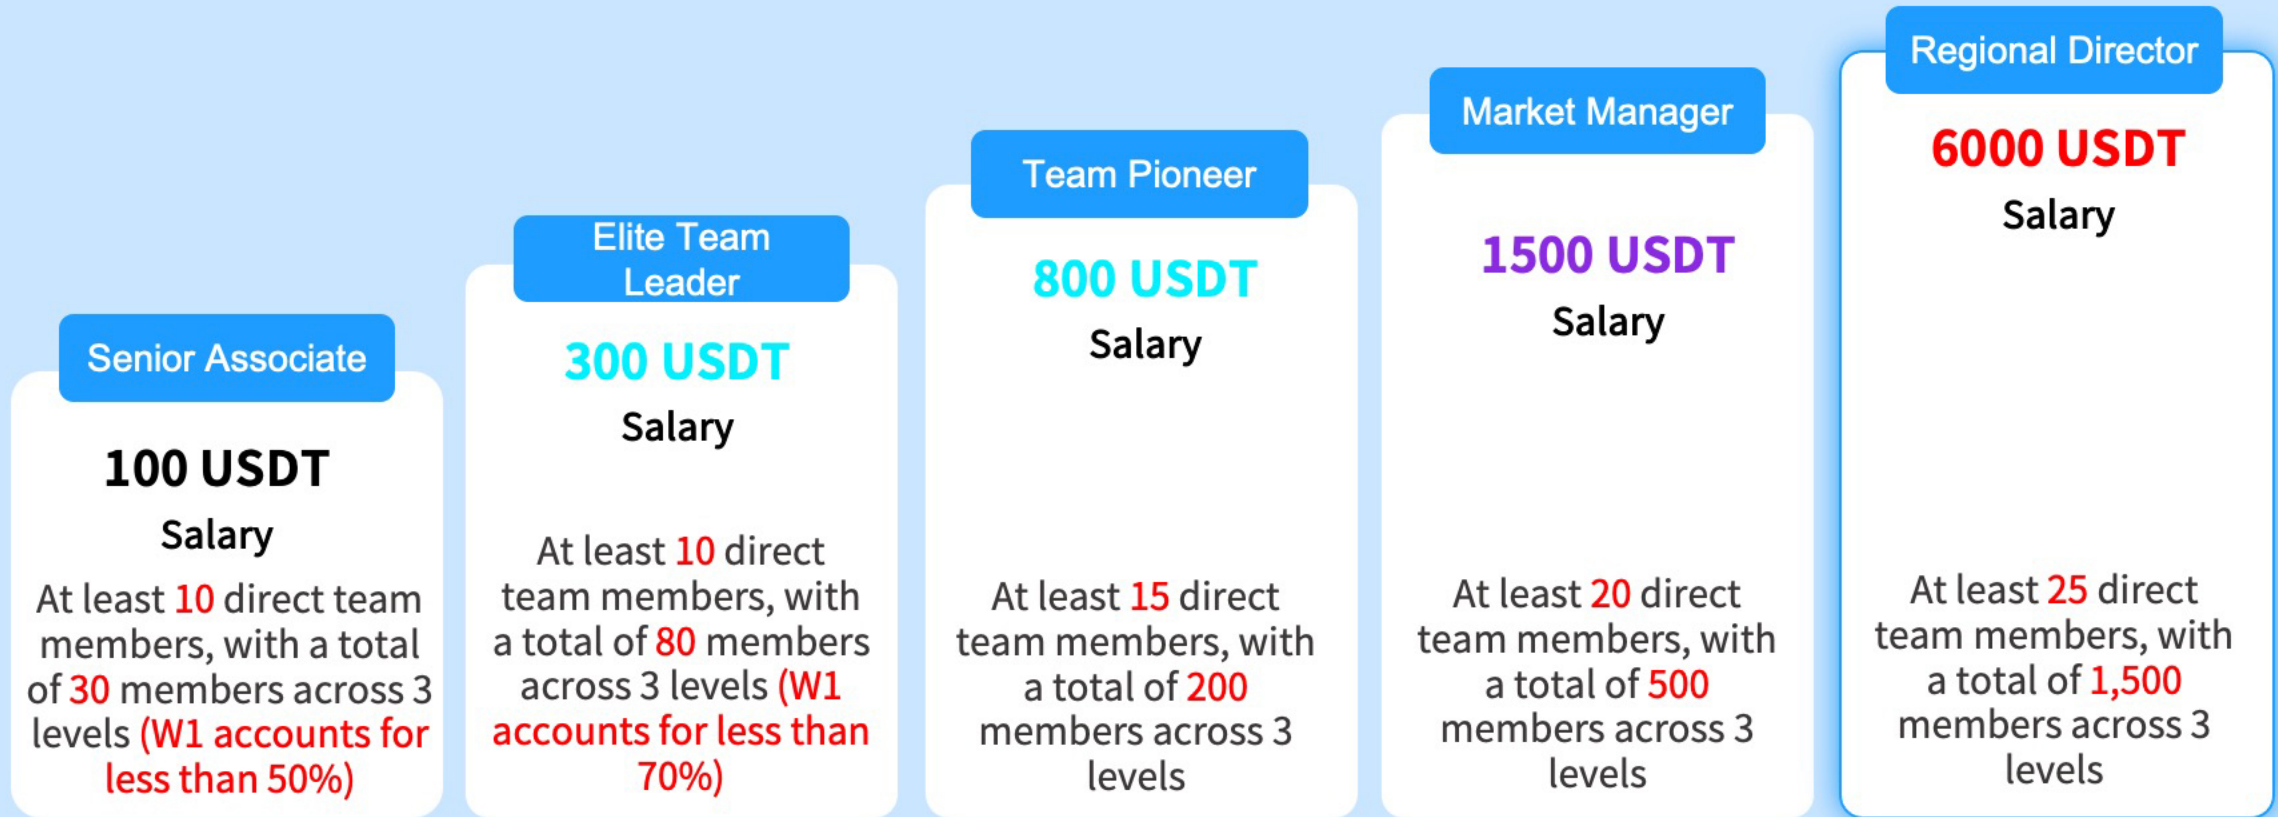 Senior Associate
100 USDT
Salary
At least 10 direct team
members, with a total
of 30 members across 3
levels (W1 accounts for
less than 50%)
Elite Team
Leader
300 USDT
Salary
At least 10 direct
team members, with
a total of 80 members
across 3 levels (W1
accounts for less than
70%)
Team Pioneer
800 USDT
Salary
At least 15 direct
team members, with
a total of 200
members across 3
levels
Market Manager
1500 USDT
Salary
At least 20 direct
team members, with
a total of 500
members across 3
levels
Regional Director
6000 USDT
Salary
At least 25 direct
team members, with
a total of 1,500
members across 3
levels